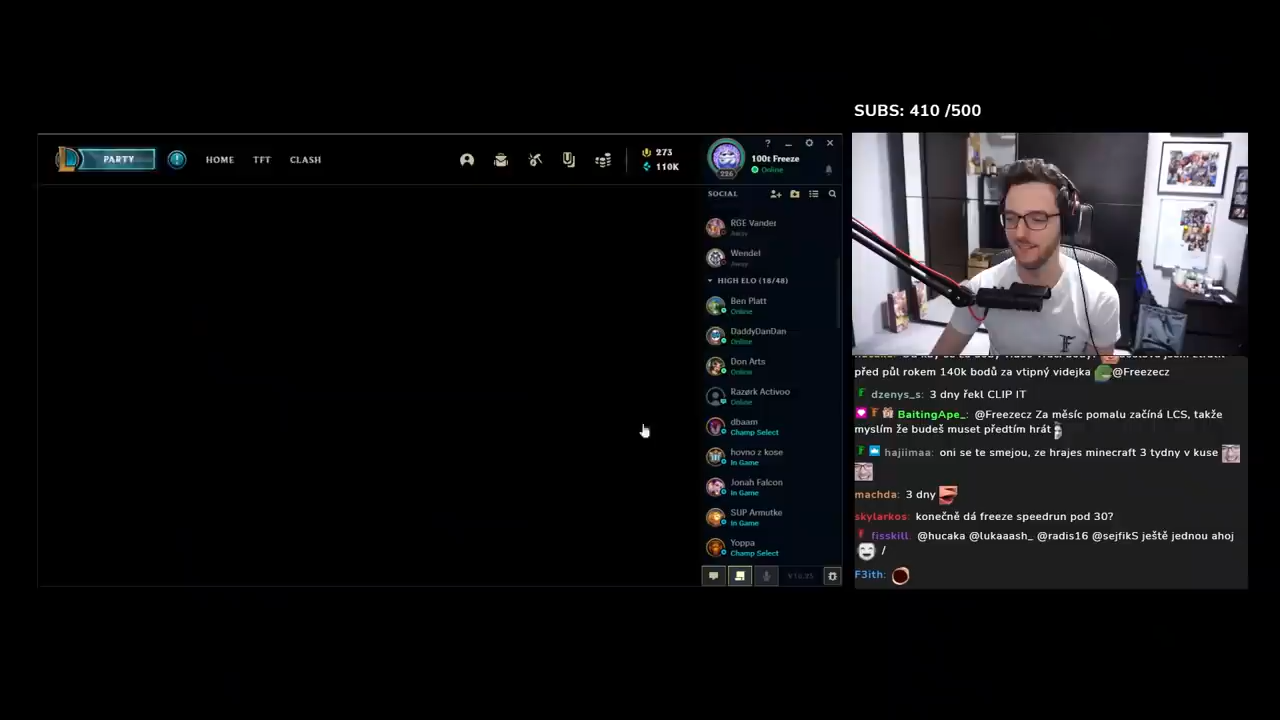 SUBS: 410 /500
PARTY
HOME
TFT
CLASH
273
110K
226
100t Freeze
Online
SOCIAL
RGE Vander
Away
Wendel
Away
HIGH ELO (18/48)
Ben Platt
Online
DaddyDanDan
Online
Don Arts
Online
Razørk Activoo
Online
dbaam
Champ Select
hovno z kose
In Game
Jonah Falcon
In Game
SUP Armutke
In Game
Yoppa
Champ Select
před půl rokem 140k bodů za vtipný videjka @Freezecz
dzenys_s: 3 dny řekl CLIP IT
BaitingApe_: @Freezecz Za měsíc pomalu začíná LCS, takže
myslím že budeš muset předtím hrát
hajiimaa: oni se te smejou, ze hrajes minecraft 3 tydny v kuse
machda: 3 dny
skylarkos: konečně dá freeze speedrun pod 30?
fisskill: @hucaka @lukaaash_ @radis16 @sejfikS ještě jednou ahoj
/
F3ith: